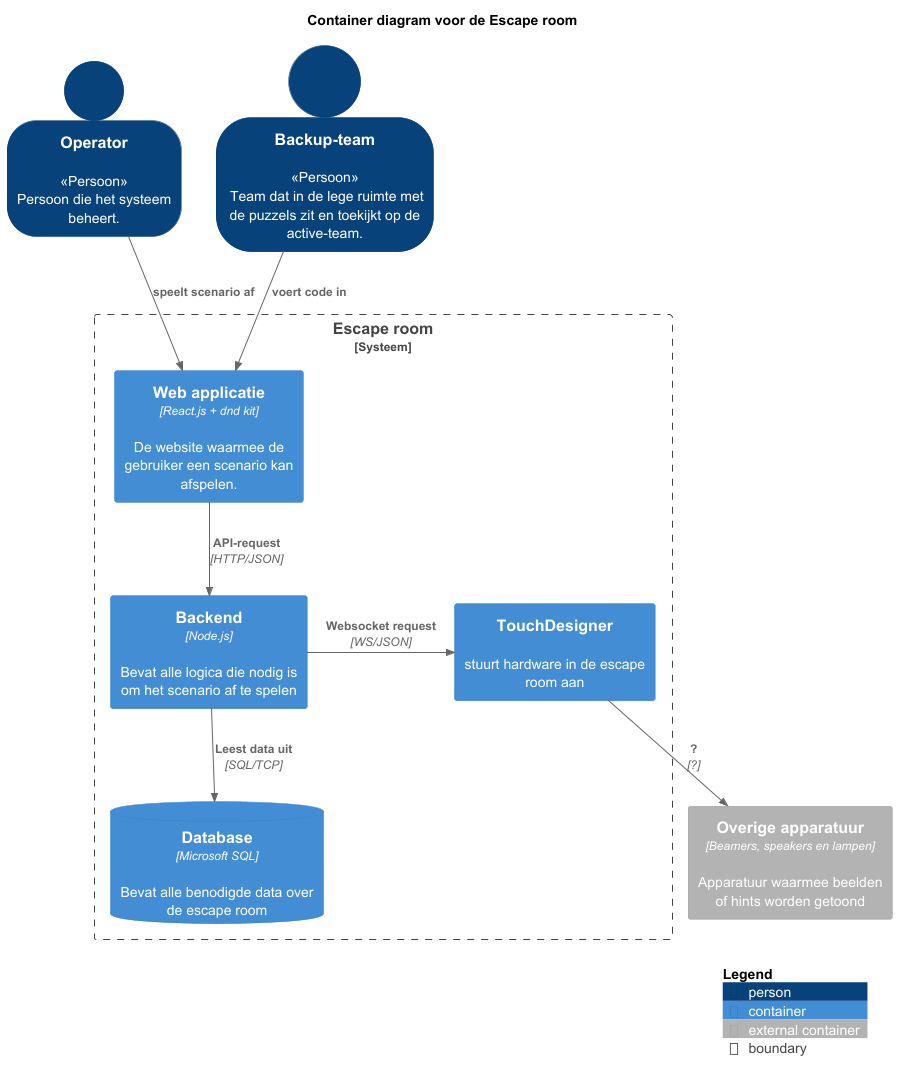 Container diagram voor de Escape room
Operator
«Persoon»
Persoon die het systeem
beheert.
Backup-team
«Persoon»
Team dat in de lege ruimte met
de puzzels zit en toekijkt op de
active-team.
speelt scenario af
voert code in
Escape room
[Systeem]
Web applicatie
[React.js + dnd kit]
De website waarmee de
gebruiker een scenario kan
afspelen.
API-request
[HTTP/JSON]
Backend
[Node.js]
Bevat alle logica die nodig is
om het scenario af te spelen
Websocket request
[WS/JSON]
TouchDesigner
stuurt hardware in de escape
room aan
Leest data uit
[SQL/TCP]
?
[?]
Database
[Microsoft SQL]
Bevat alle benodigde data over
de escape room
Overige apparatuur
[Beamers, speakers en lampen]
Apparatuur waarmee beelden
of hints worden getoond
Legend
person
container
external container
boundary